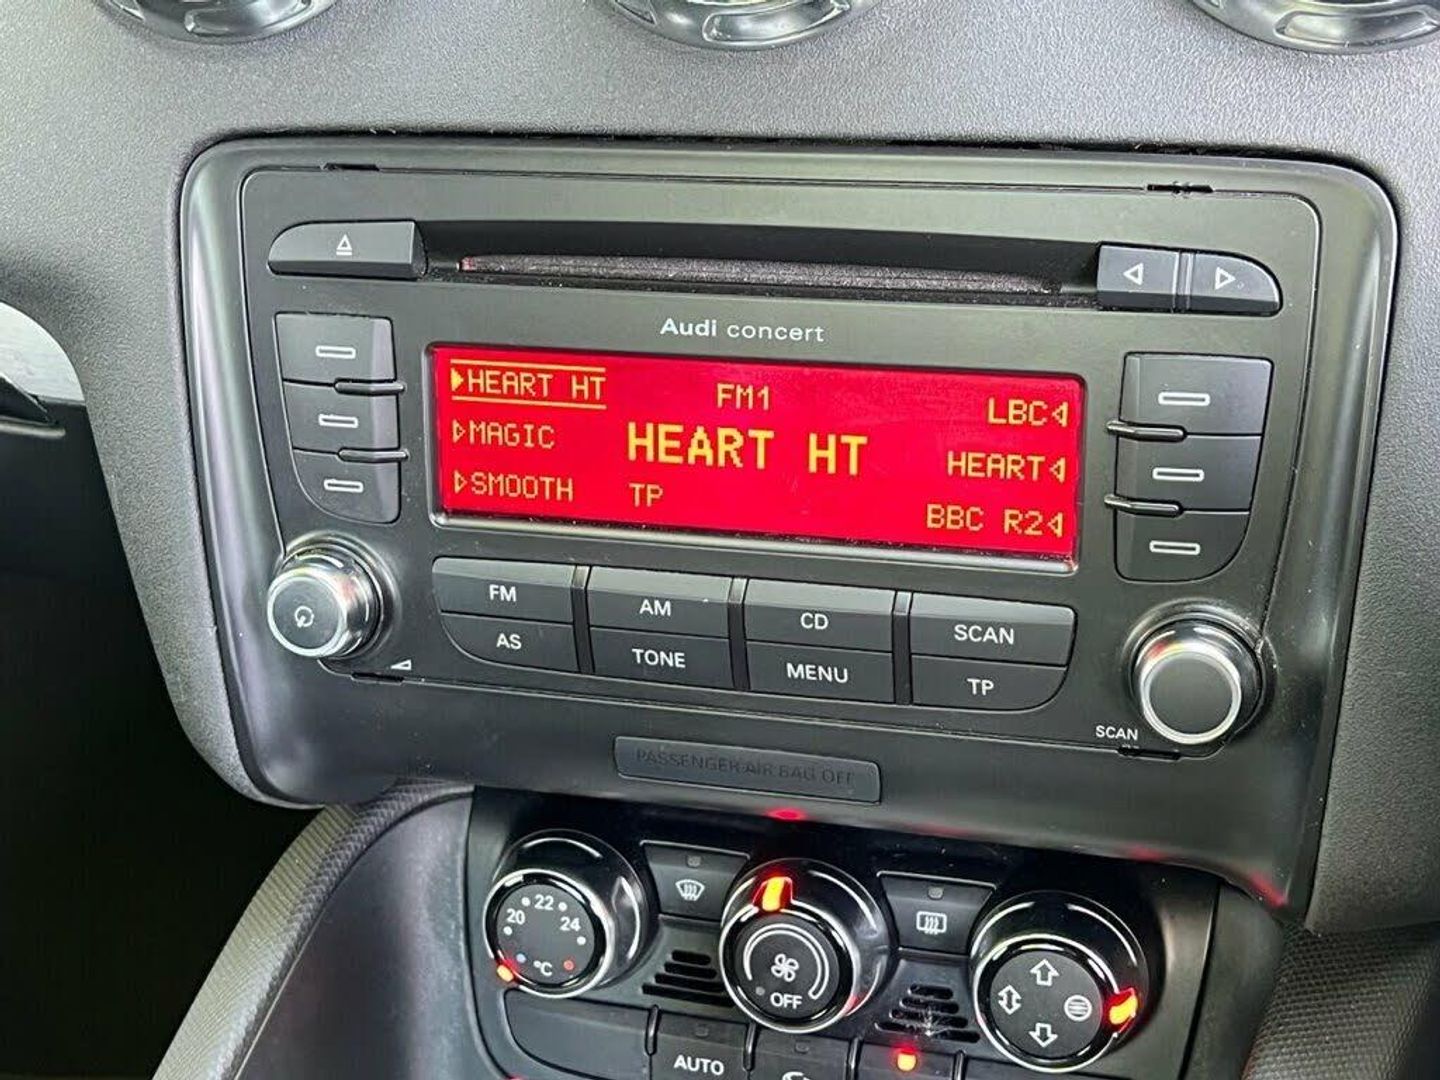 Audi concert
HEART HT
FM1
LBC
MAGIC
HEART HT
HEART
SMOOTH
TP
BBC R2
FM
AM
CD
SCAN
AS
TONE
MENU
TP
SCAN
PASSENGER AIR BAG OFF
20 22 24
°C
OFF
AUTO